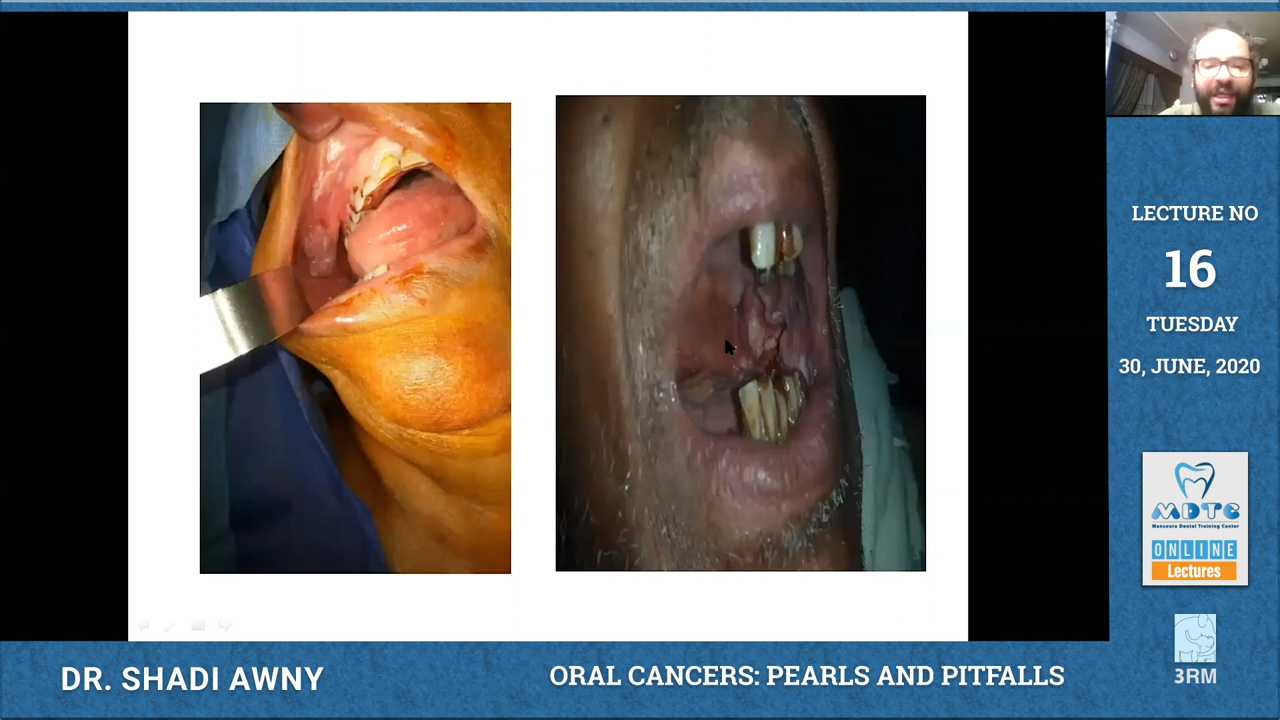 LECTURE NO
16
TUESDAY
30, JUNE, 2020
MDTC
Mansoura Dental Training Center
ONLINE
Lectures
3RM
DR. SHADI AWNY
ORAL CANCERS: PEARLS AND PITFALLS